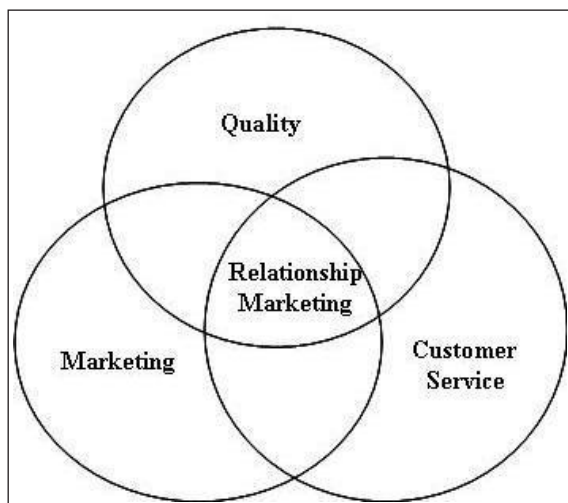 Quality
Relationship
Marketing
Marketing
Customer
Service